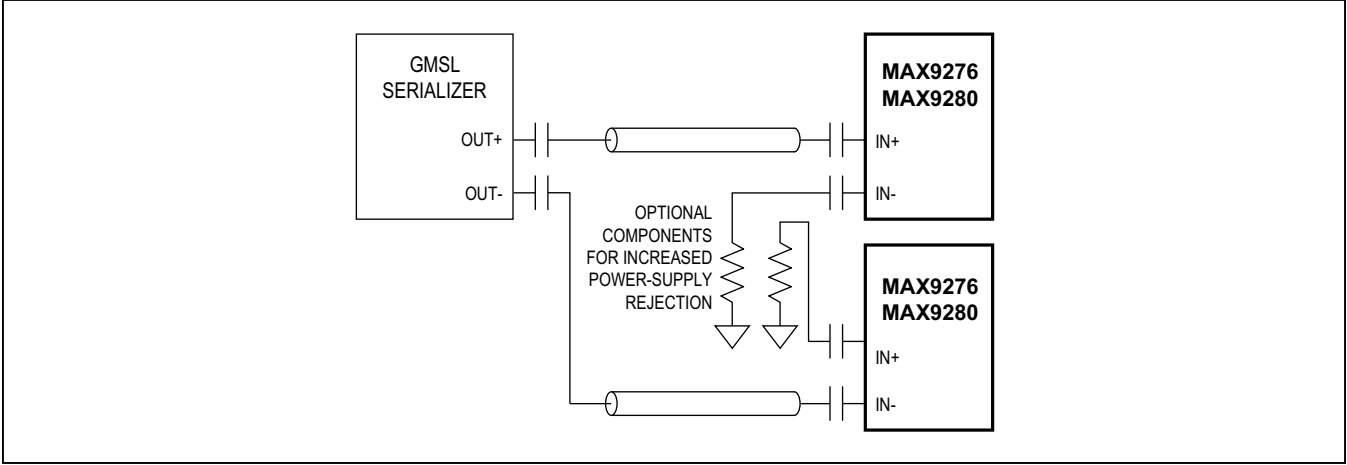 GMSL
SERIALIZER
OUT+
OUT-
MAX9276
MAX9280
IN+
IN-
OPTIONAL
COMPONENTS
FOR INCREASED
POWER-SUPPLY
REJECTION
MAX9276
MAX9280
IN+
IN-